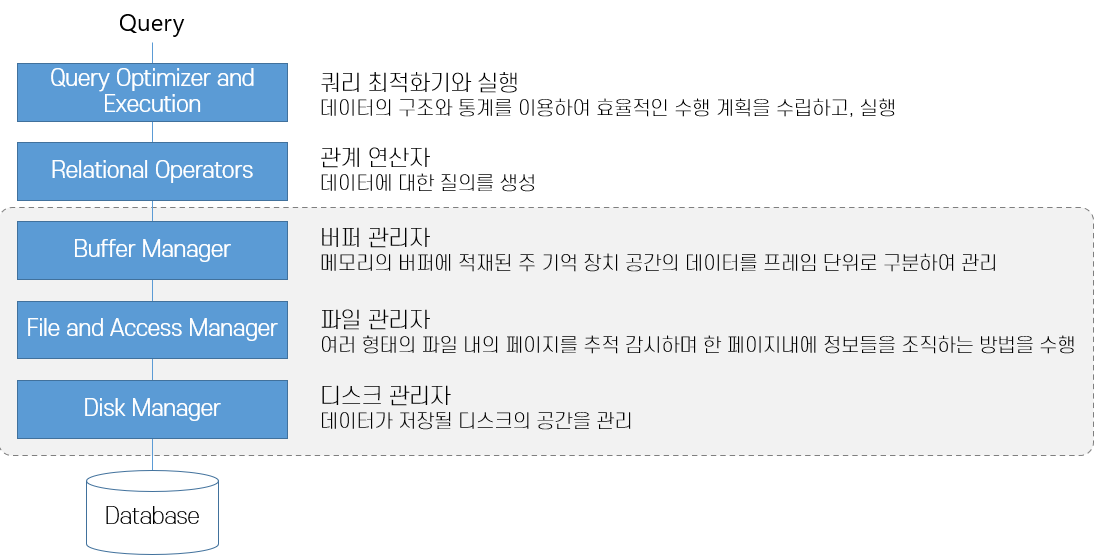 Query
Query Optimizer and
Execution
쿼리 최적화기와 실행
데이터의 구조와 통계를 이용하여 효율적인 수행 계획을 수립하고, 실행
Relational Operators
관계 연산자
데이터에 대한 질의를 생성
Buffer Manager
버퍼 관리자
메모리의 버퍼에 적재된 주 기억 장치 공간의 데이터를 프레임 단위로 구분하여 관리
File and Access Manager
파일 관리자
여러 형태의 파일 내의 페이지를 추적 감시하며 한 페이지내에 정보들을 조직하는 방법을 수행
Disk Manager
디스크 관리자
데이터가 저장될 디스크의 공간을 관리
Database